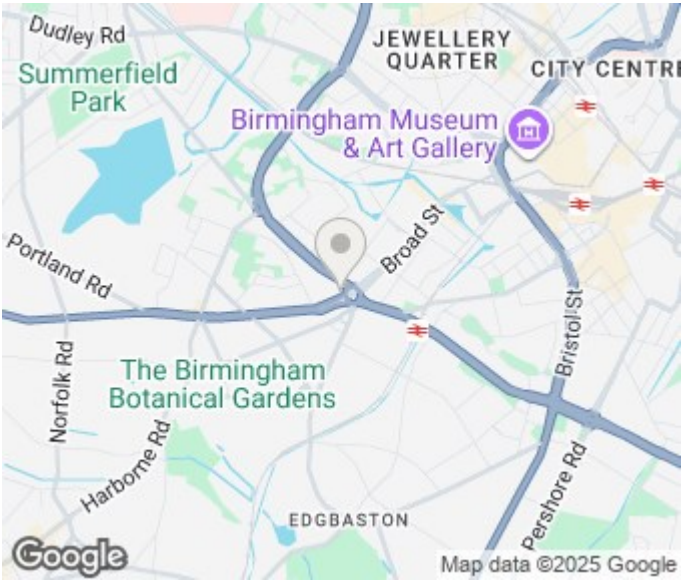 Dudley Rd
JEWELLERY
QUARTER
Summerfield
Park
CITY CENTRE
Birmingham Museum
& Art Gallery
Broad St
Portland Rd
Bristol St
The Birmingham
Botanical Gardens
Norfolk Rd
Harborne Rd
Pershore Rd
EDGBASTON
Google
Map data ©2025 Google